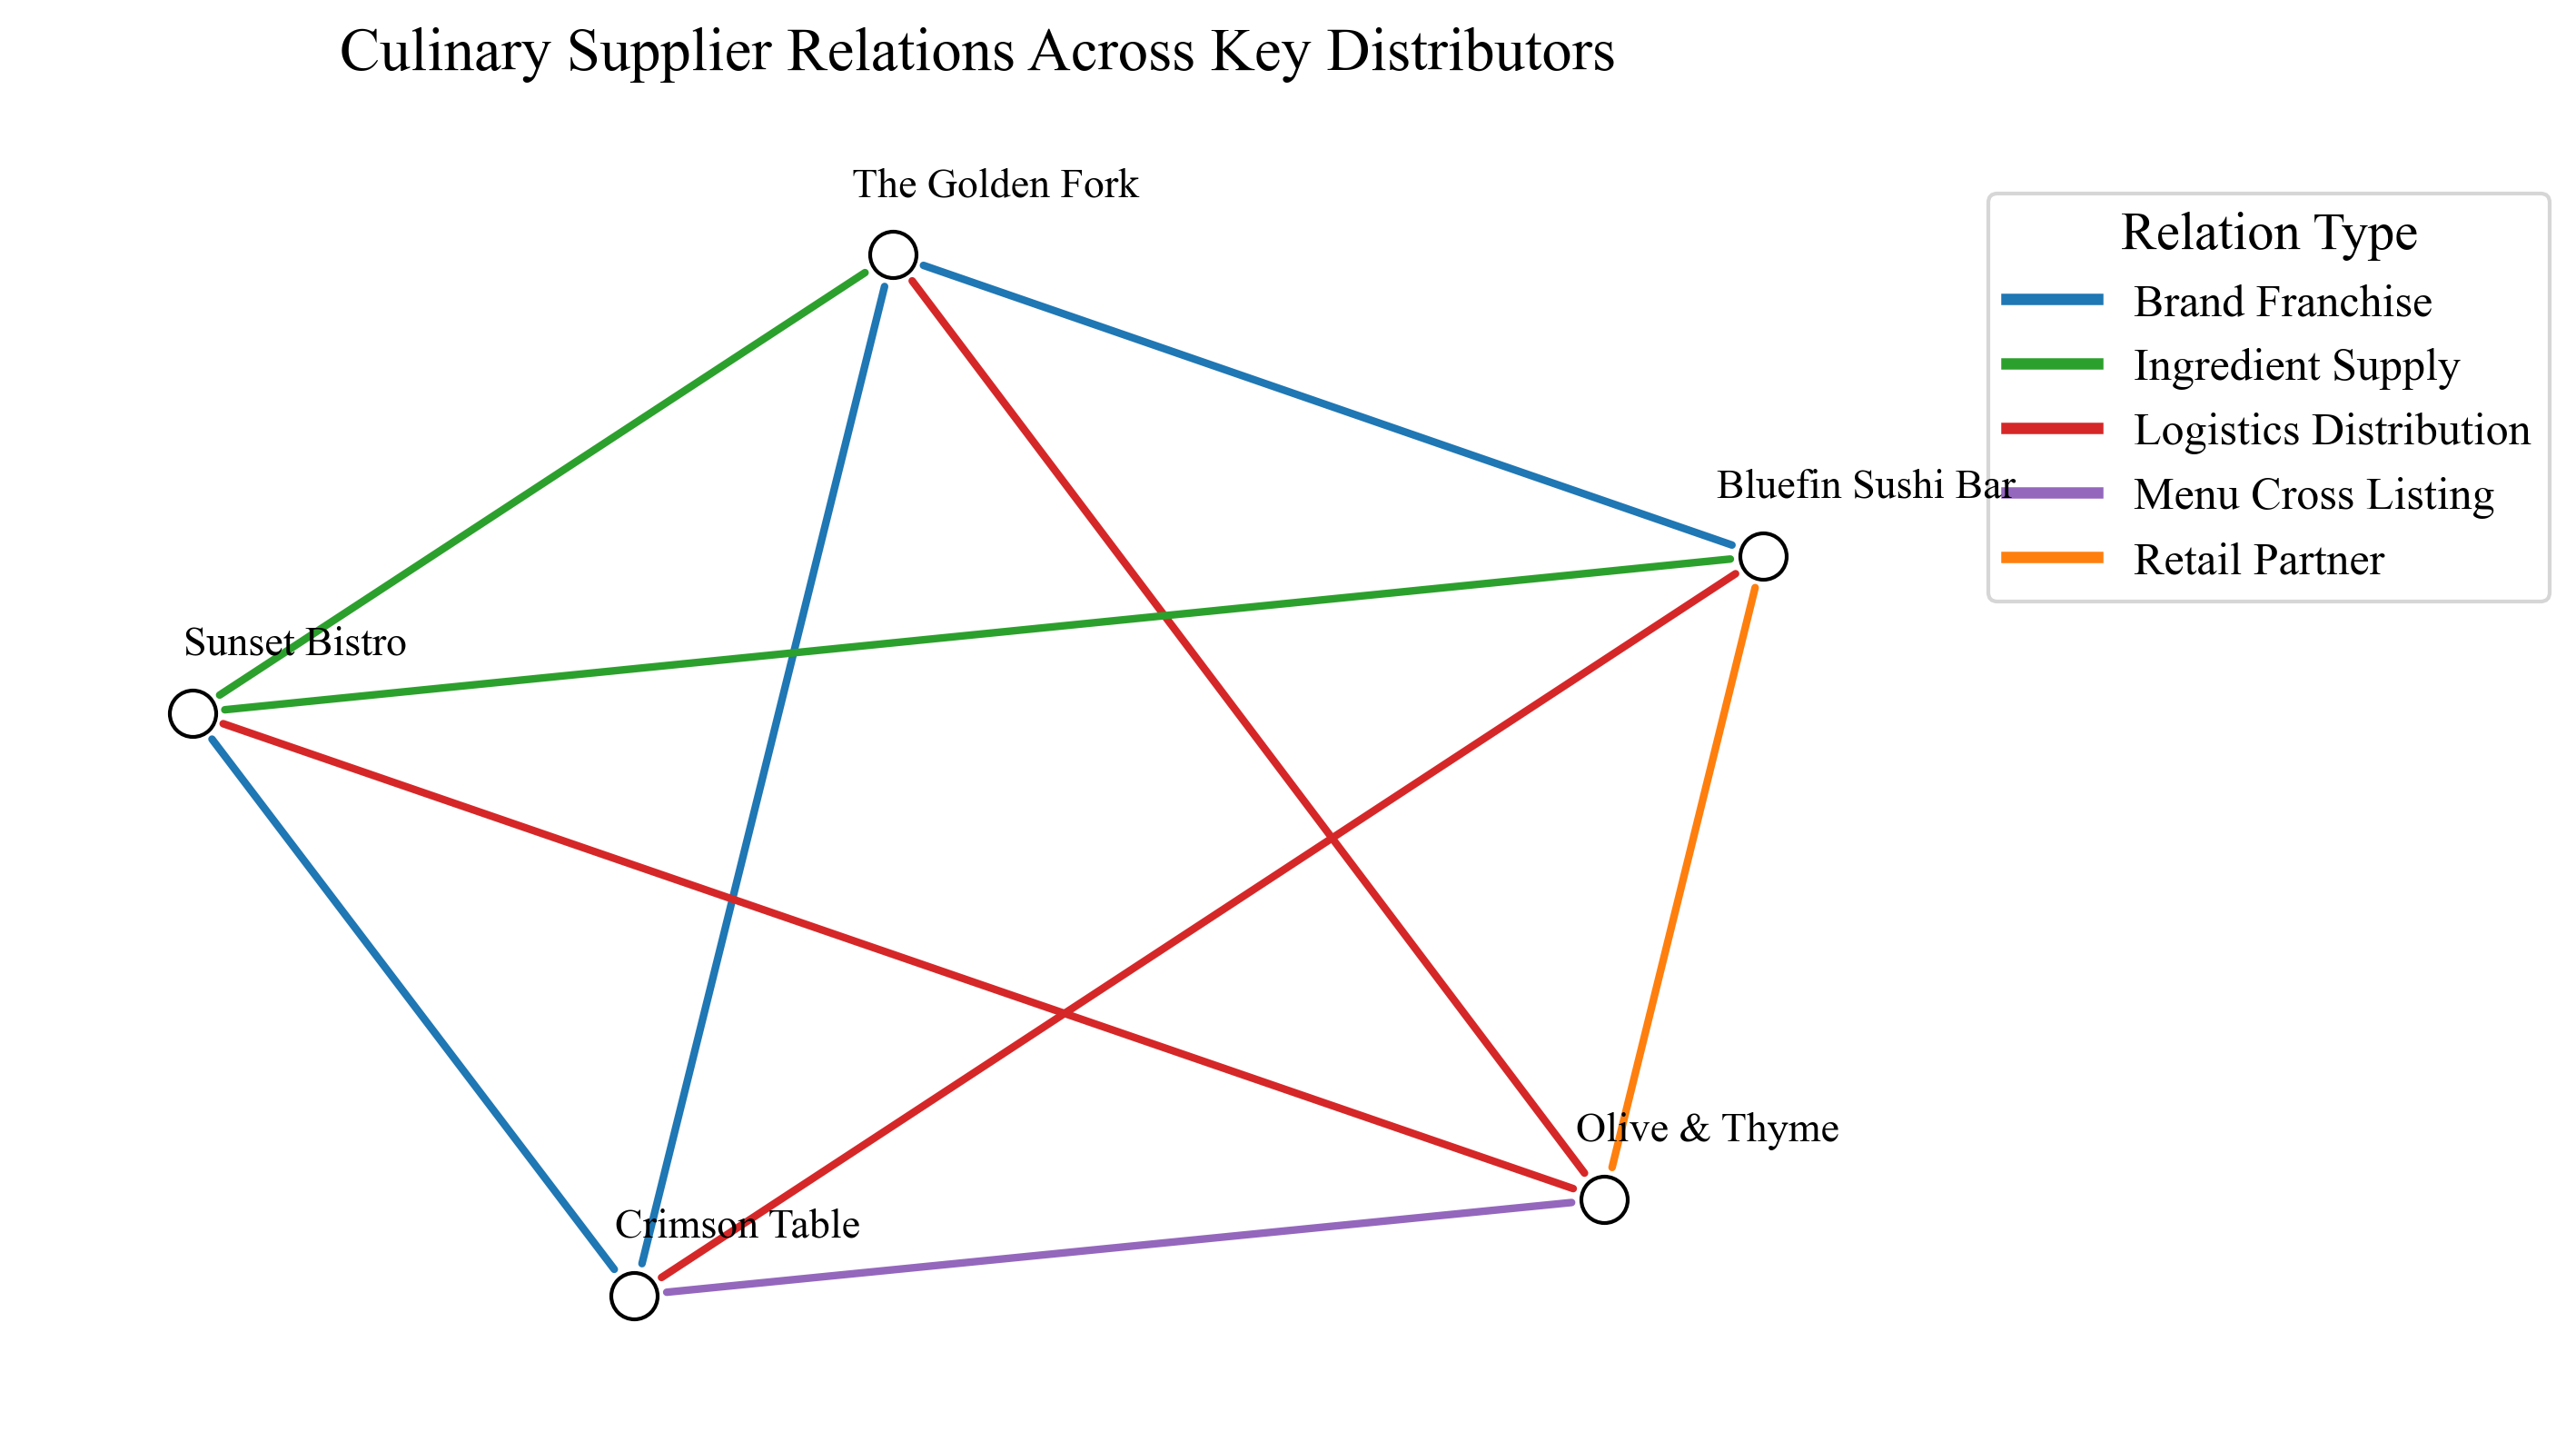 Culinary Supplier Relations Across Key Distributors
The Golden Fork
Relation Type
Brand Franchise
Ingredient Supply
Logistics Distribution
Menu Cross Listing
Retail Partner
Bluefin Sushi Bar
Sunset Bistro
Olive & Thyme
Crimson Table